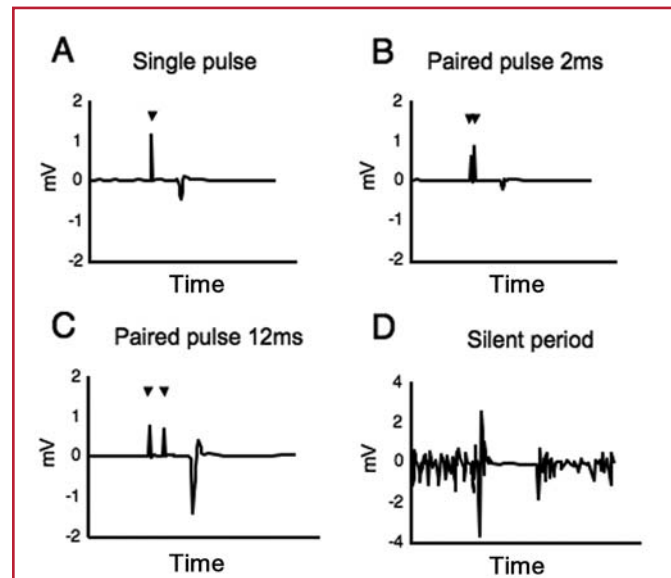 A
Single pulse
2
1
0
-1
-2
mV
Time
B
Paired pulse 2ms
2
1
0
-1
-2
mV
Time
C
Paired pulse 12ms
2
1
0
-1
-2
mV
Time
D
Silent period
4
2
0
-2
-4
mV
Time